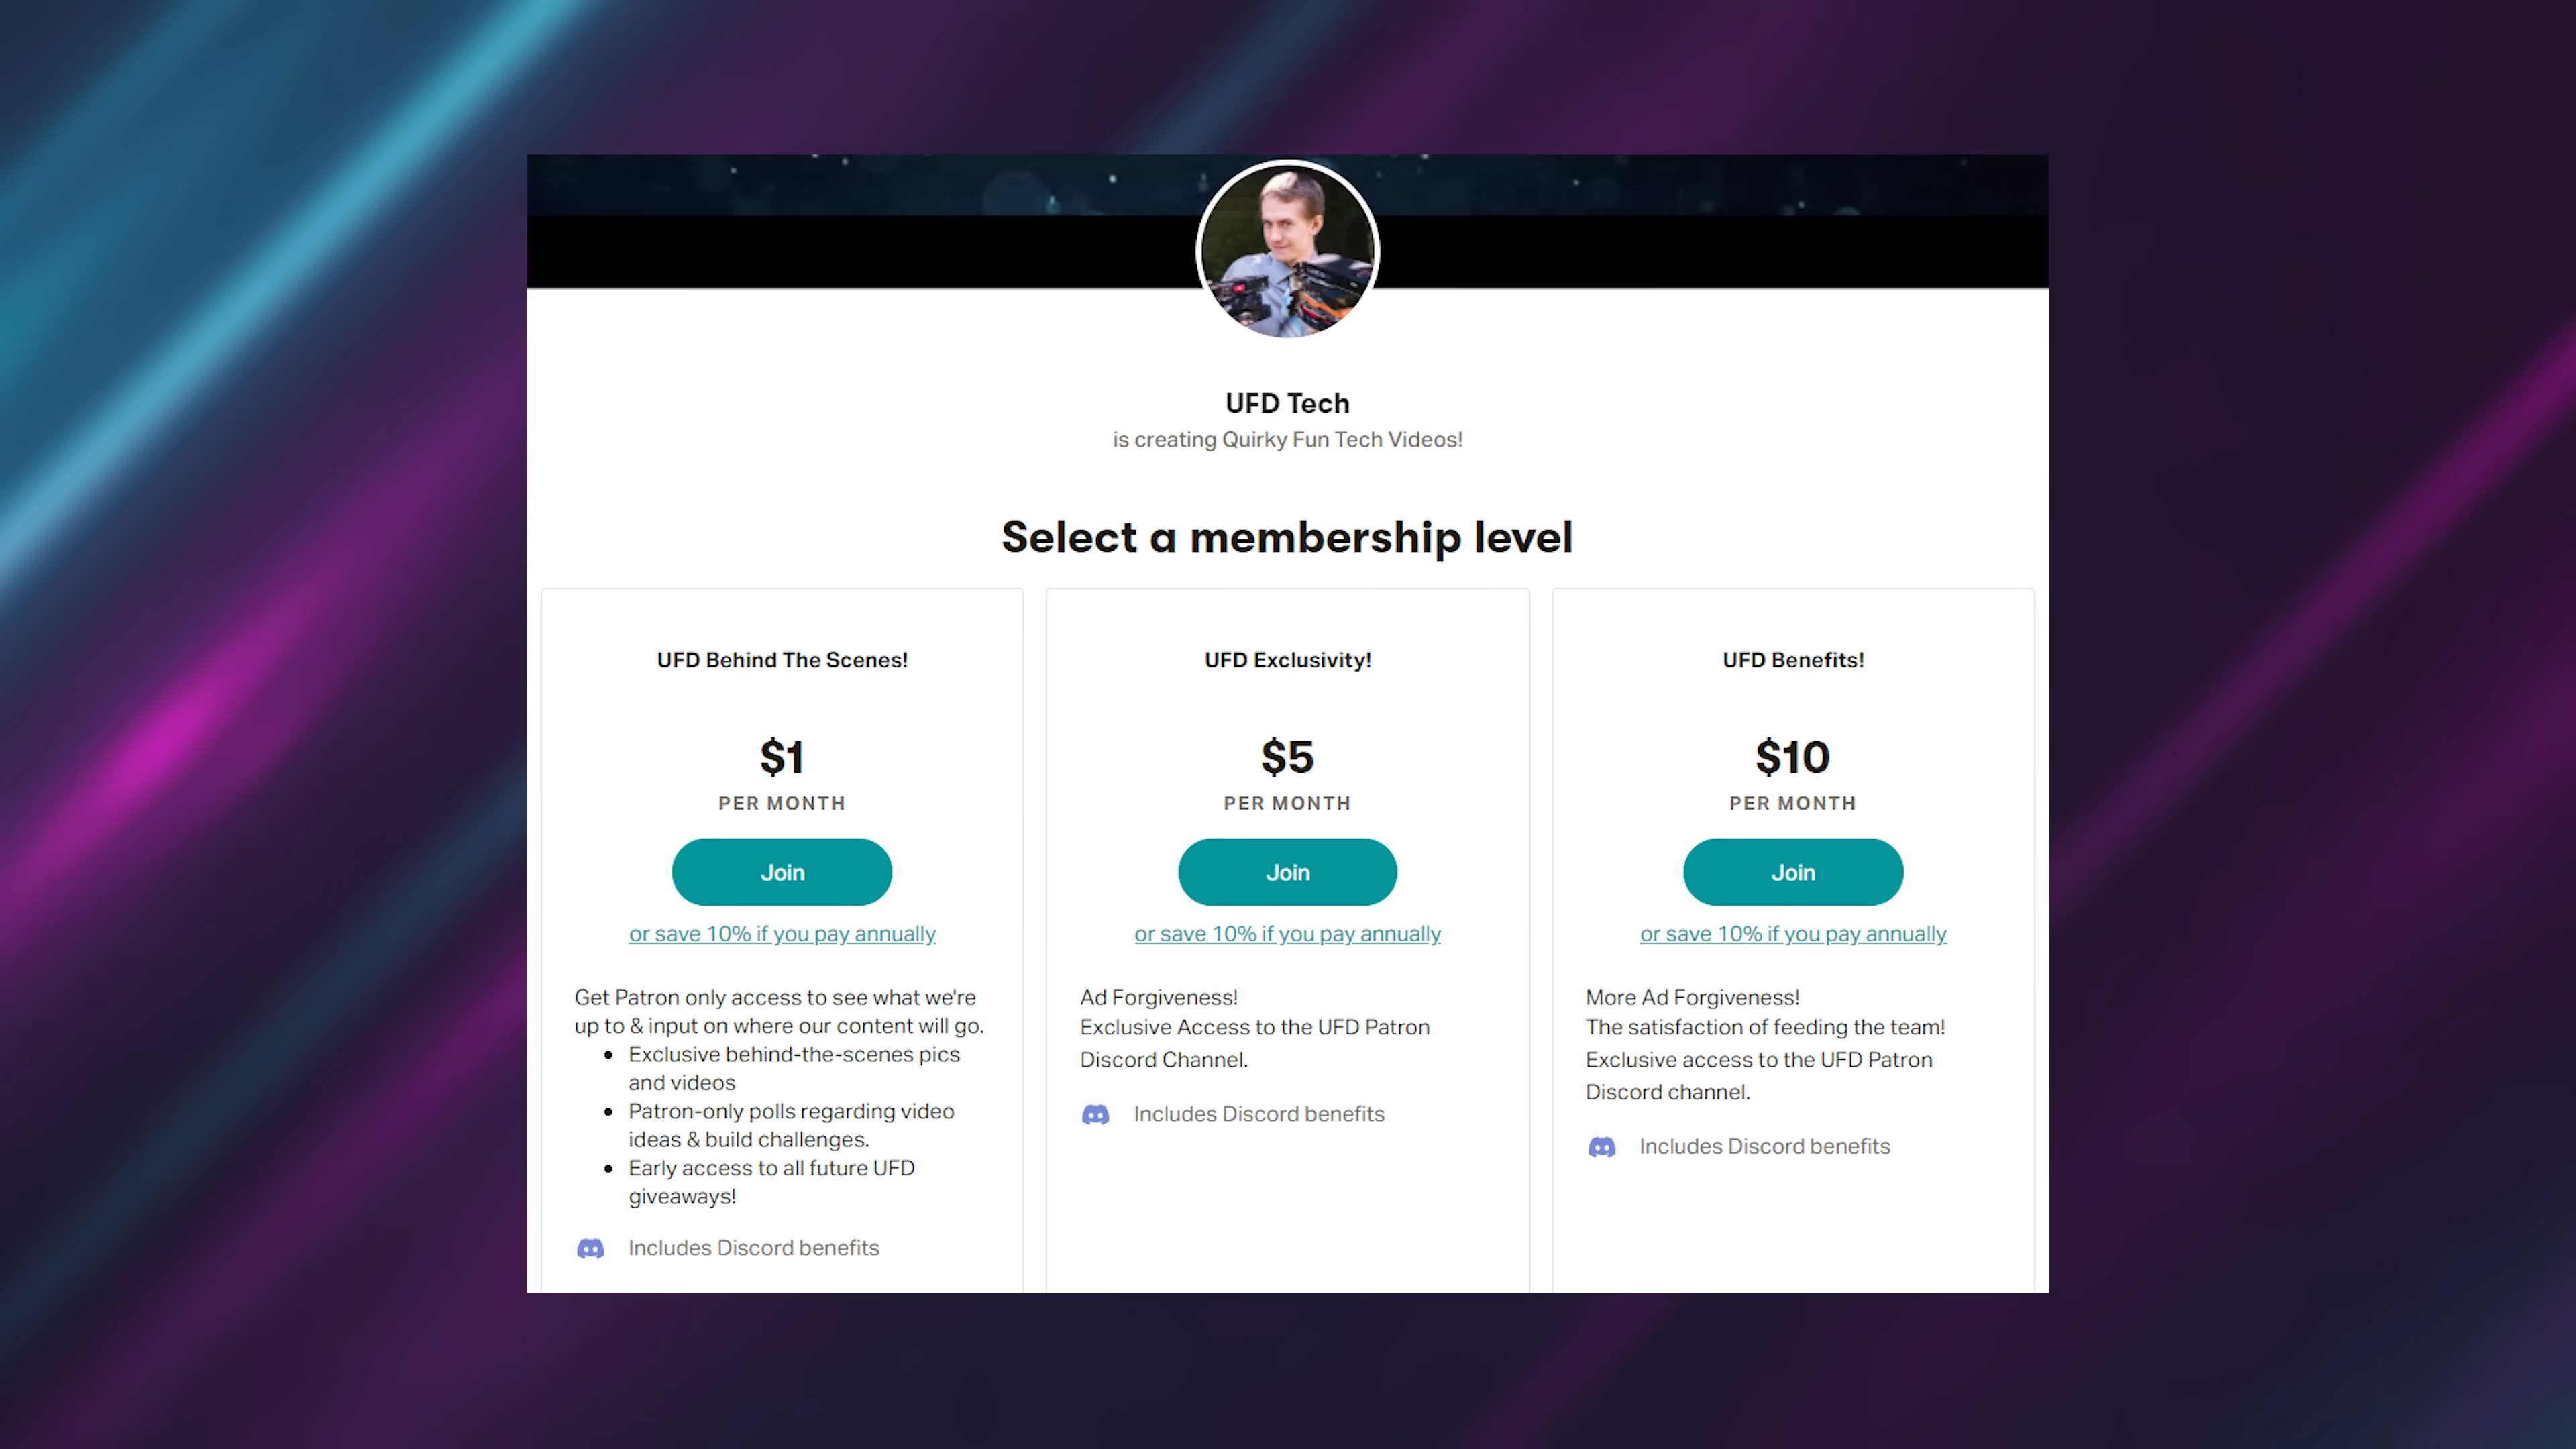 UFD Tech
is creating Quirky Fun Tech Videos!
Select a membership level
UFD Behind The Scenes!
$1
PER MONTH
Join
or save 10% if you pay annually
Get Patron only access to see what we're
up to & input on where our content will go.
Exclusive behind-the-scenes pics
and videos
Patron-only polls regarding video
ideas & build challenges.
Early access to all future UFD
giveaways!
Includes Discord benefits
UFD Exclusivity!
$5
PER MONTH
Join
or save 10% if you pay annually
Ad Forgiveness!
Exclusive Access to the UFD Patron
Discord Channel.
Includes Discord benefits
UFD Benefits!
$10
PER MONTH
Join
or save 10% if you pay annually
More Ad Forgiveness!
The satisfaction of feeding the team!
Exclusive access to the UFD Patron
Discord channel.
Includes Discord benefits